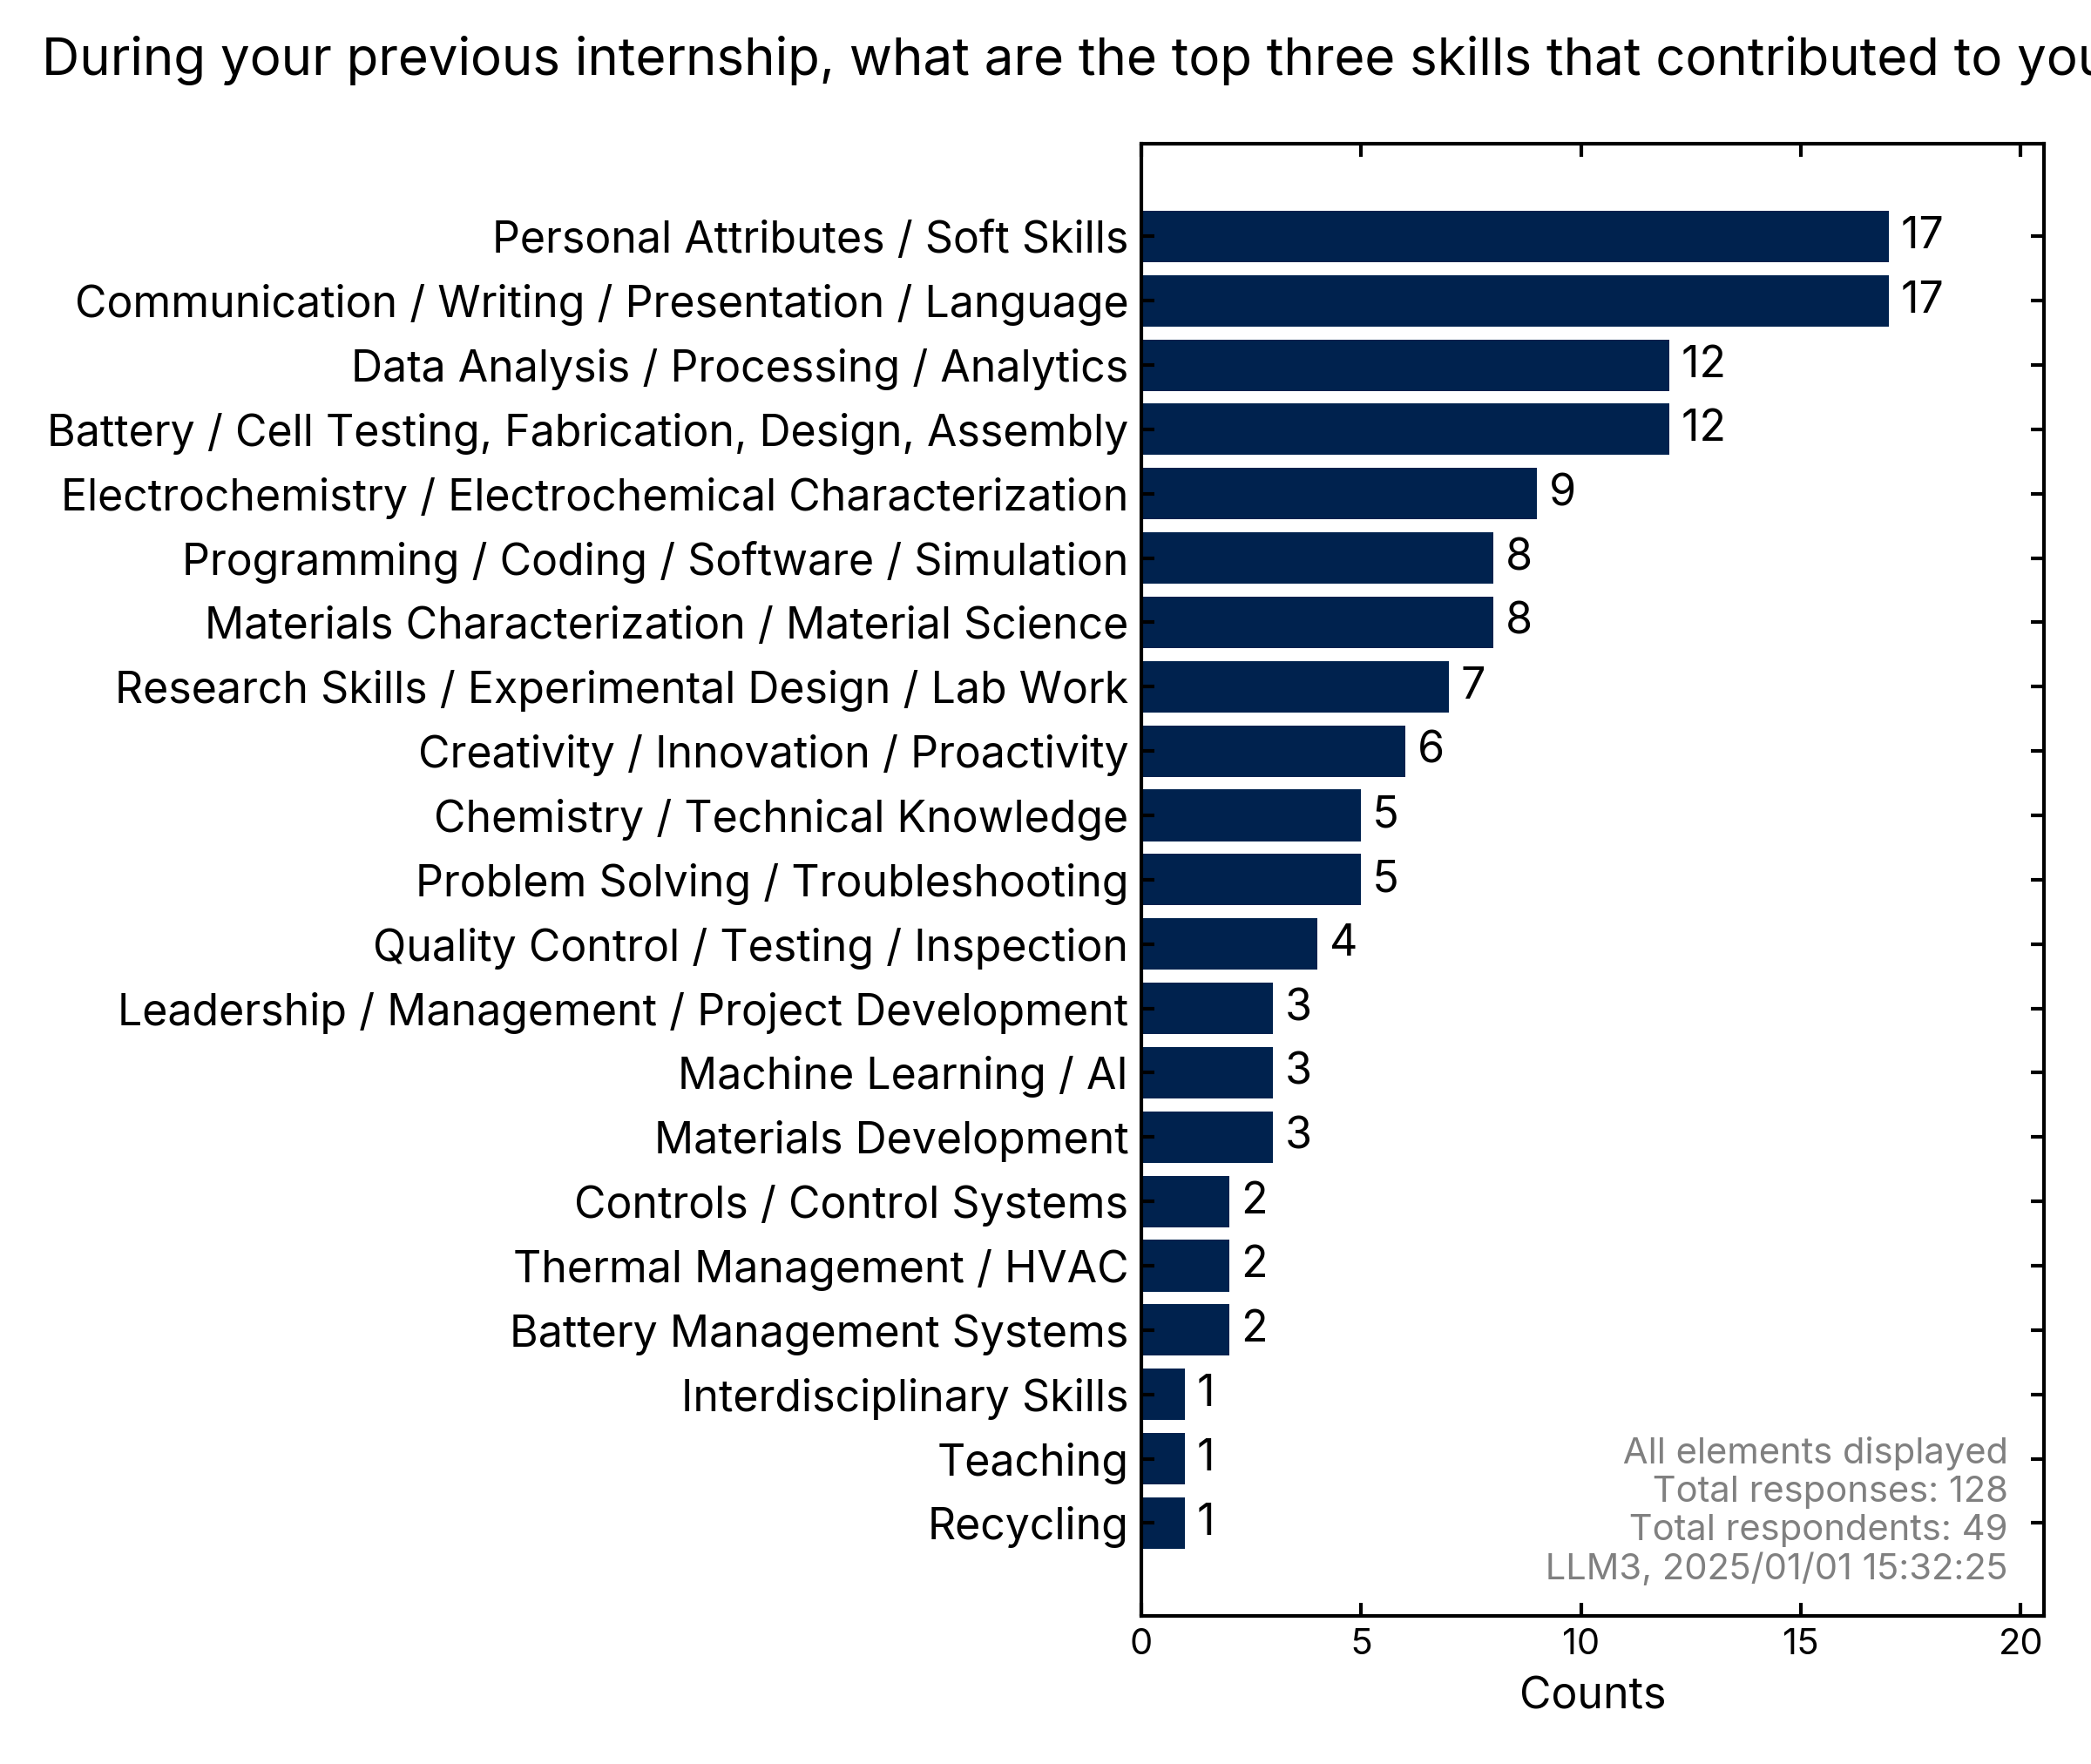 During your previous internship, what are the top three skills that contributed to you
Personal Attributes / Soft Skills 17
Communication / Writing / Presentation / Language 17
Data Analysis / Processing / Analytics 12
Battery / Cell Testing, Fabrication, Design, Assembly 12
Electrochemistry / Electrochemical Characterization 9
Programming / Coding / Software / Simulation 8
Materials Characterization / Material Science 8
Research Skills / Experimental Design / Lab Work 7
Creativity / Innovation / Proactivity 6
Chemistry / Technical Knowledge 5
Problem Solving / Troubleshooting 5
Quality Control / Testing / Inspection 4
Leadership / Management / Project Development 3
Machine Learning / AI 3
Materials Development 3
Controls / Control Systems 2
Thermal Management / HVAC 2
Battery Management Systems 2
Interdisciplinary Skills 1
Teaching 1
Recycling 1
All elements displayed
Total responses: 128
Total respondents: 49
LLM3, 2025/01/01 15:32:25
0 5 10 15 20
Counts